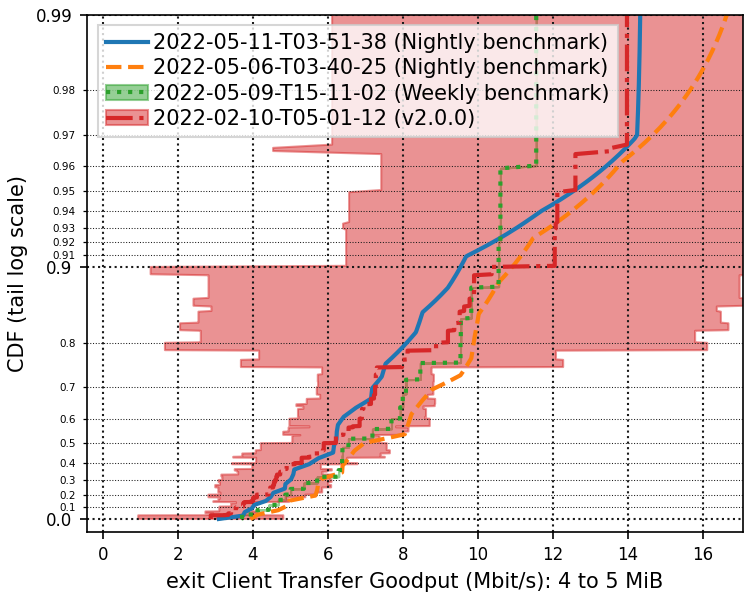 0.99
2022-05-11-T03-51-38 (Nightly benchmark)
2022-05-06-T03-40-25 (Nightly benchmark)
2022-05-09-T15-11-02 (Weekly benchmark)
2022-02-10-T05-01-12 (v2.0.0)
0.98
0.97
0.96
0.95
0.94
0.93
0.92
0.91
0.9
0.8
0.7
0.6
0.5
0.4
0.3
0.2
0.1
0.0
CDF (tail log scale)
0 2 4 6 8 10 12 14 16
exit Client Transfer Goodput (Mbit/s): 4 to 5 MiB